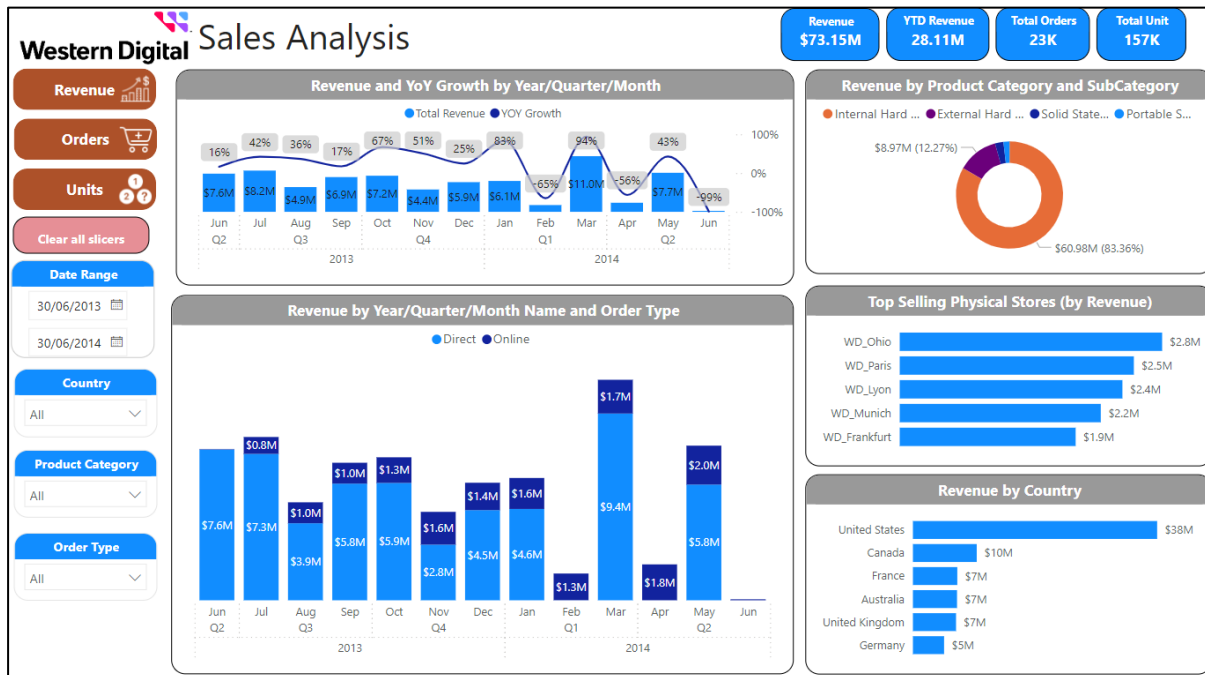 Western Digital
Sales Analysis
Revenue
$73.15M
YTD Revenue
28.11M
Total Orders
23K
Total Unit
157K
Revenue
Orders
Units
Clear all slicers
Date Range
30/06/2013
30/06/2014
Country
All
Product Category
All
Order Type
All
Revenue and YoY Growth by Year/Quarter/Month
Total Revenue YOY Growth
16% 42% 36% 17% 67% 51% 25% 83% -65% 94% -56% 43% -99%
100%
0%
-100%
$7.6M $8.2M $4.9M $6.9M $7.2M $4.4M $5.9M $6.1M $11.0M $7.7M
Jun Jul Aug Sep Oct Nov Dec Jan Feb Mar Apr May Jun
Q2 Q3 Q4 Q1 Q2
2013 2014
Revenue by Year/Quarter/Month Name and Order Type
Direct Online
$1.7M
$0.8M $1.0M $1.0M $1.3M $1.6M $1.4M $1.6M $2.0M
$7.6M $7.3M $3.9M $5.8M $5.9M $2.8M $4.5M $4.6M $1.3M $9.4M $1.8M $5.8M
Jun Jul Aug Sep Oct Nov Dec Jan Feb Mar Apr May Jun
Q2 Q3 Q4 Q1 Q2
2013 2014
Revenue by Product Category and SubCategory
Internal Hard ... External Hard ... Solid State... Portable S...
$8.97M (12.27%)
$60.98M (83.36%)
Top Selling Physical Stores (by Revenue)
WD_Ohio $2.8M
WD_Paris $2.5M
WD_Lyon $2.4M
WD_Munich $2.2M
WD_Frankfurt $1.9M
Revenue by Country
United States $38M
Canada $10M
France $7M
Australia $7M
United Kingdom $7M
Germany $5M